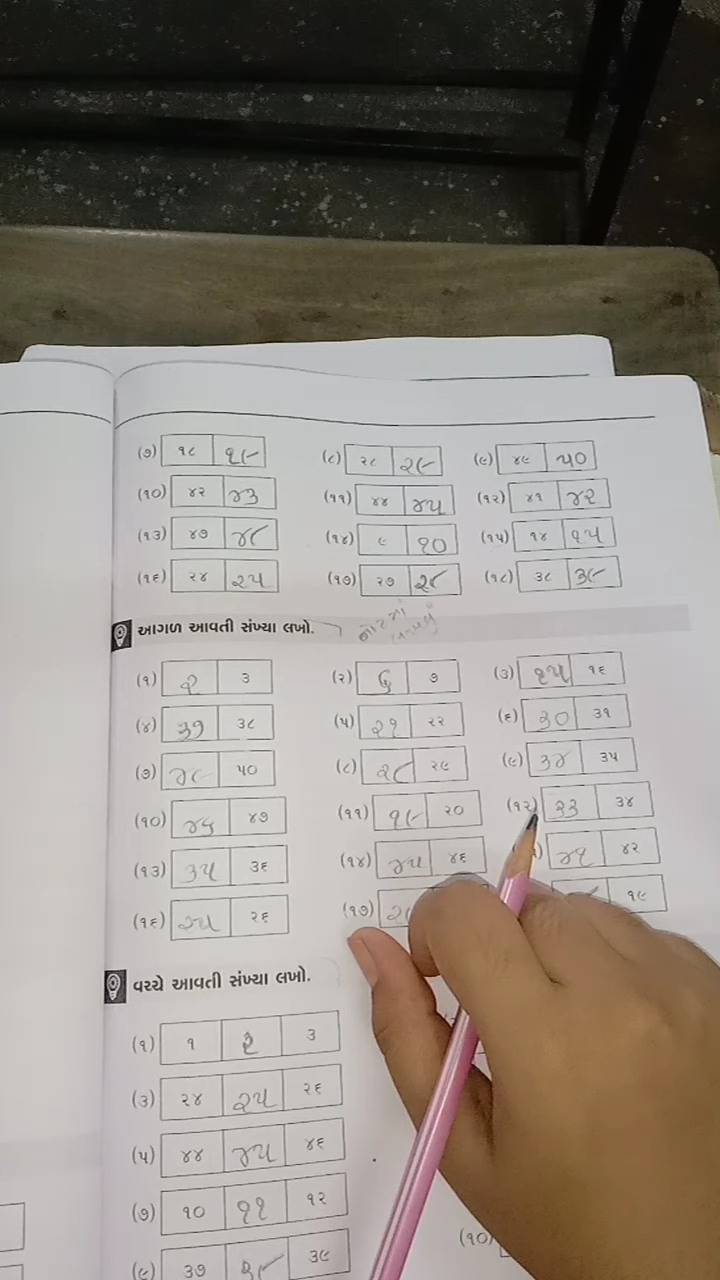 (૭) ૧૮ ૧૯ (૮) ૨૮ ૨૯ (૯) ૪૯ ૫૦
(૧૦) ૪૨ ૪૩ (૧૧) ૪૪ ૪૫ (૧૨) ૪૧ ૪૨
(૧૩) ૪૭ ૪૮ (૧૪) ૯ ૧૦ (૧૫) ૧૪ ૧૫
(૧૬) ૨૪ ૨૫ (૧૭) ૨૭ ૨૮ (૧૮) ૩૮ ૩૯
આગળ આવતી સંખ્યા લખો. નોટમાં
(૧) ૨ ૩ (૨) ૬ ૭ (૩) ૧૫ ૧૬
(૪) ૩૭ ૩૮ (૫) ૨૧ ૨૨ (૬) ૩૦ ૩૧
(૭) ૪૯ ૫૦ (૮) ૨૮ ૨૯ (૯) ૩૪ ૩૫
(૧૦) ૪૬ ૪૭ (૧૧) ૧૯ ૨૦ (૧૨) ૩૩ ૩૪
(૧૩) ૩૫ ૩૬ (૧૪) ૪૫ ૪૬ ૪૧ ૪૨
(૧૬) ૨૫ ૨૬ (૧૭) ૧૯
વચ્ચે આવતી સંખ્યા લખો.
(૧) ૧ ૨ ૩
(૩) ૨૪ ૨૫ ૨૬
(૫) ૪૪ ૪૫ ૪૬
(૭) ૧૦ ૧૧ ૧૨
(૯) ૩૭ ૩૮ ૩૯
(૧૦)